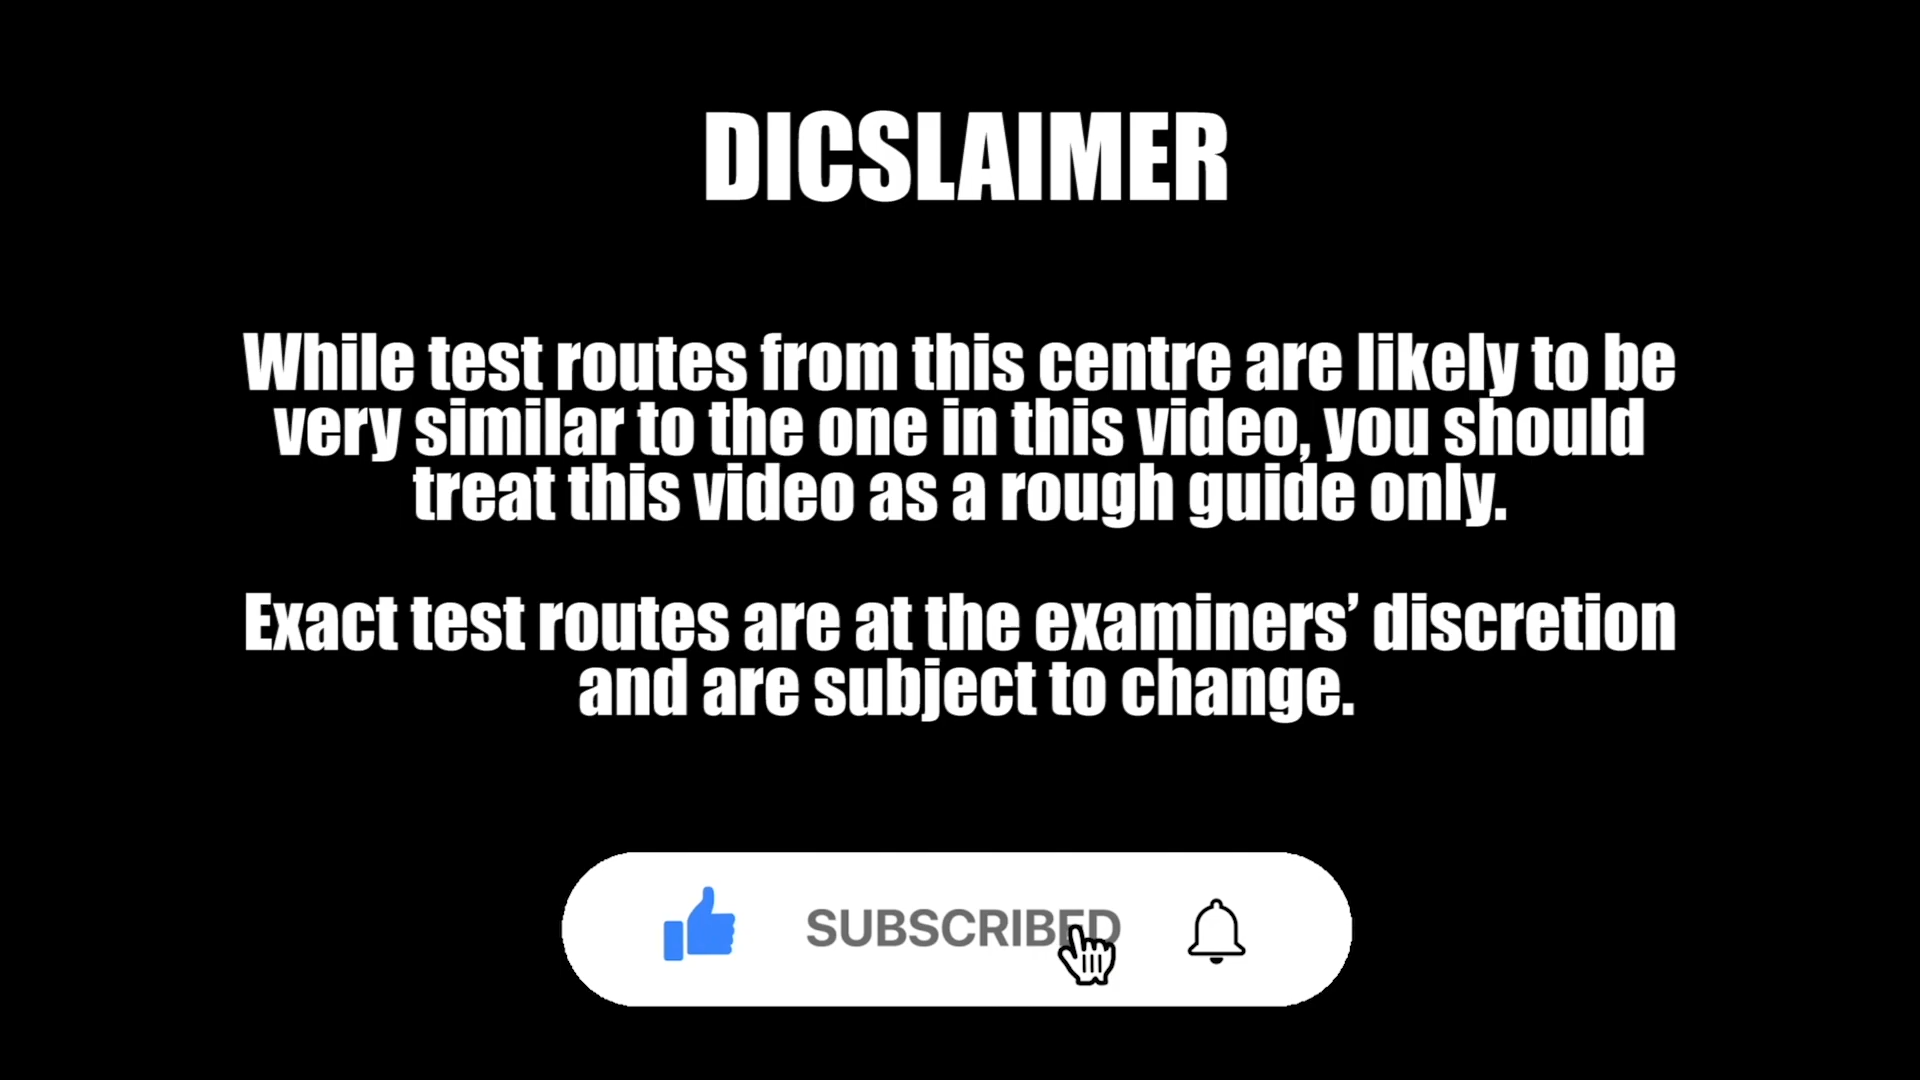 DICSLAIMER
While test routes from this centre are likely to be
very similar to the one in this video, you should
treat this video as a rough guide only.
Exact test routes are at the examiners’ discretion
and are subject to change.
SUBSCRIBED